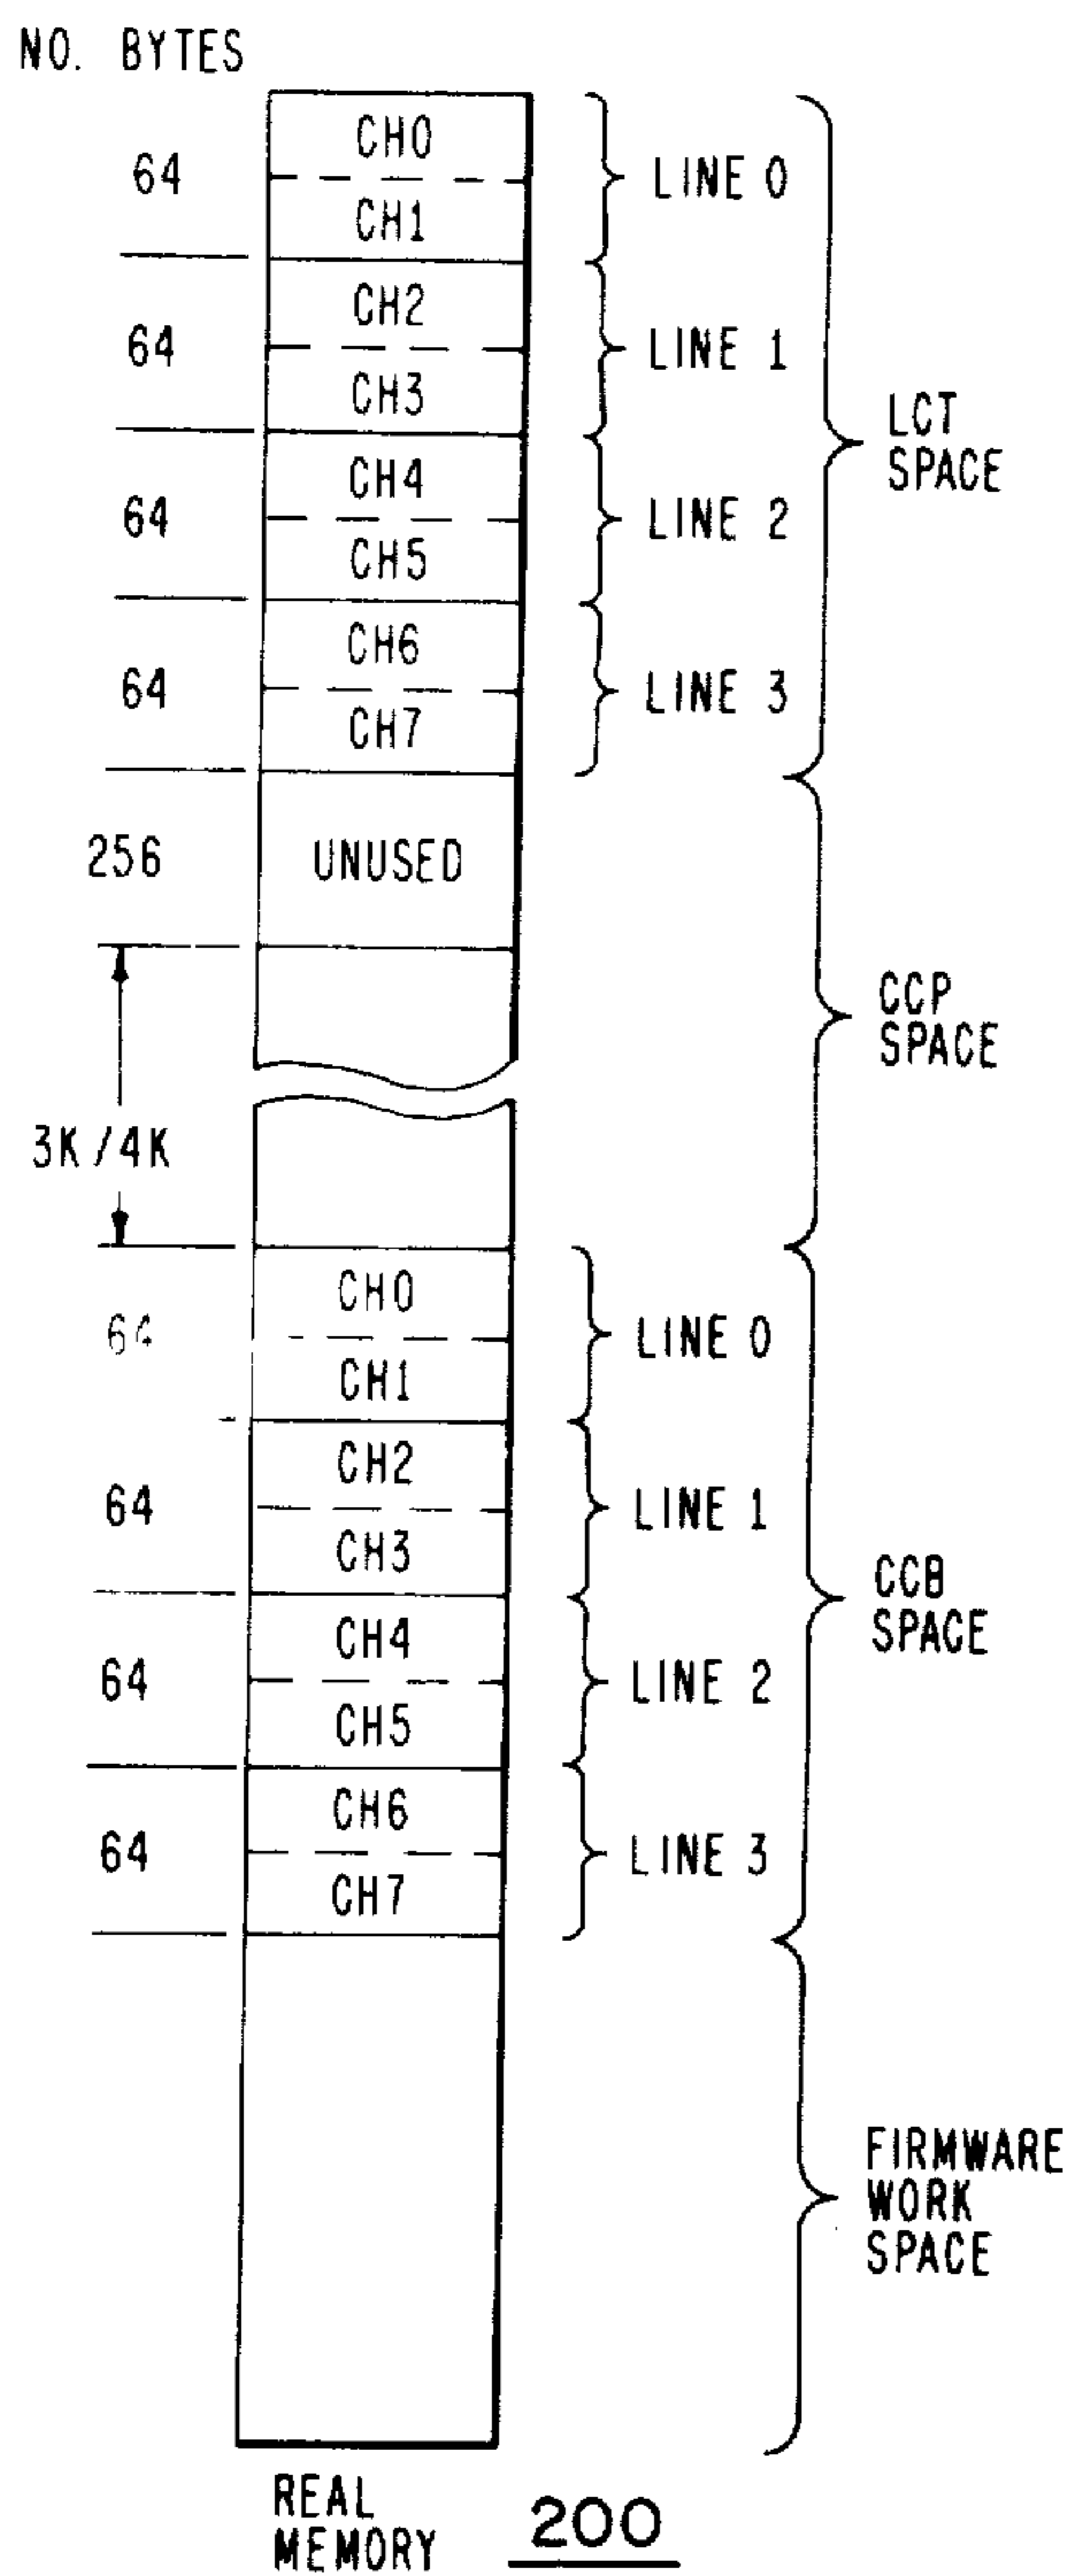 NO. BYTES
CH0
64
LINE 0
CH1
CH2
64
LINE 1
CH3
LCT
SPACE
CH4
64
LINE 2
CH5
CH6
64
LINE 3
CH7
256
UNUSED
CCP
SPACE
3K/4K
CH0
64
LINE 0
CH1
CH2
64
LINE 1
CH3
CCB
SPACE
CH4
64
LINE 2
CH5
CH6
64
LINE 3
CH7
FIRMWARE
WORK
SPACE
REAL
MEMORY
200